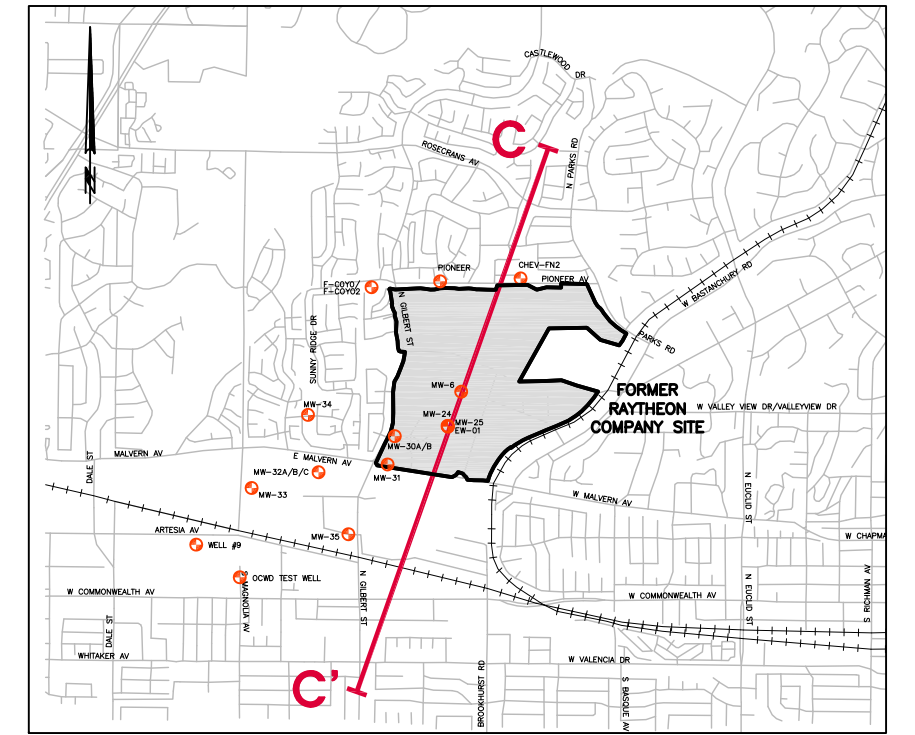 CASTLEWOOD
DR
C
ROSECRANS AV
N PARKS RD
N
PIONEER
CHEV-FN2
PIONEER AV
F-COYO/
F-COYO2
W BASTANCHURY RD
N GILBERT ST
SUNNY RIDGE DR
PARKS RD
MW-6
FORMER
RAYTHEON
COMPANY SITE
W VALLEY VIEW DR/VALLEYVIEW DR
MW-34
MW-24
MW-25
EW-01
MW-30A/B
MALVERN AV
E MALVERN AV
DALE ST
MW-32A/B/C
MW-31
MW-33
W MALVERN AV
N EUCLID ST
ARTESIA AV
MW-35
W CHAPMA
WELL #9
OCWD TEST WELL
S MAGNOLIA AV
N GILBERT ST
W COMMONWEALTH AV
W COMMONWEALTH AV
N EUCLID ST
S RICHMAN AV
DALE ST
WHITAKER AV
W VALENCIA DR
C'
BROOKHURST RD
S BASQUE AV